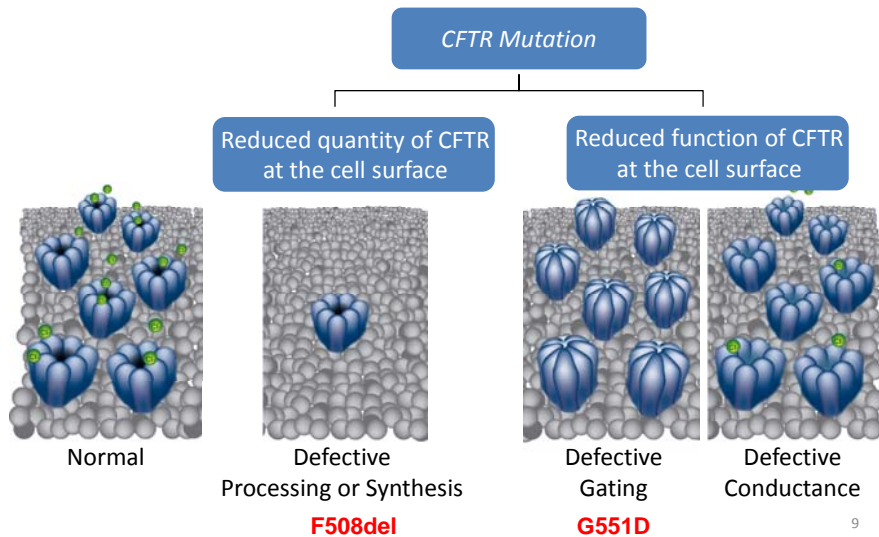 CFTR Mutation
Reduced quantity of CFTR
at the cell surface
Reduced function of CFTR
at the cell surface
Normal
Defective
Processing or Synthesis
Defective
Gating
Defective
Conductance
F508del
G551D
9